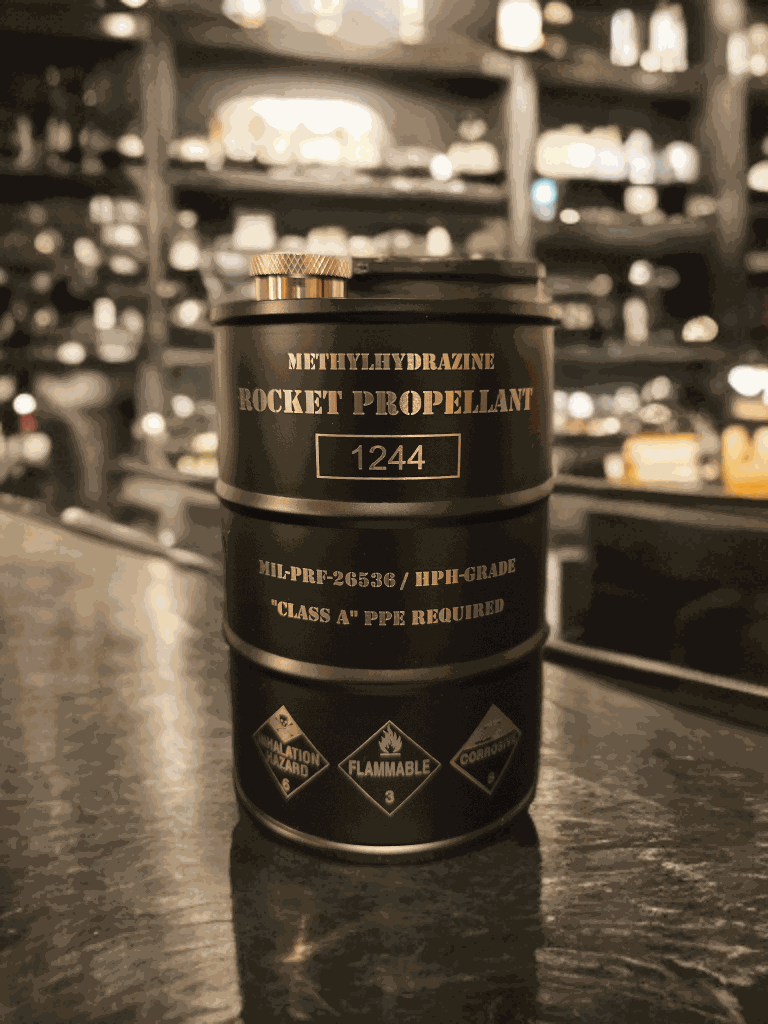 METHYLHYDRAZINE
ROCKET PROPELLANT
1244
MIL-PRF-26536 / HPH-GRADE
"CLASS A" PPE REQUIRED
INHALATION
HAZARD
6
FLAMMABLE
3
CORROSIVE
8